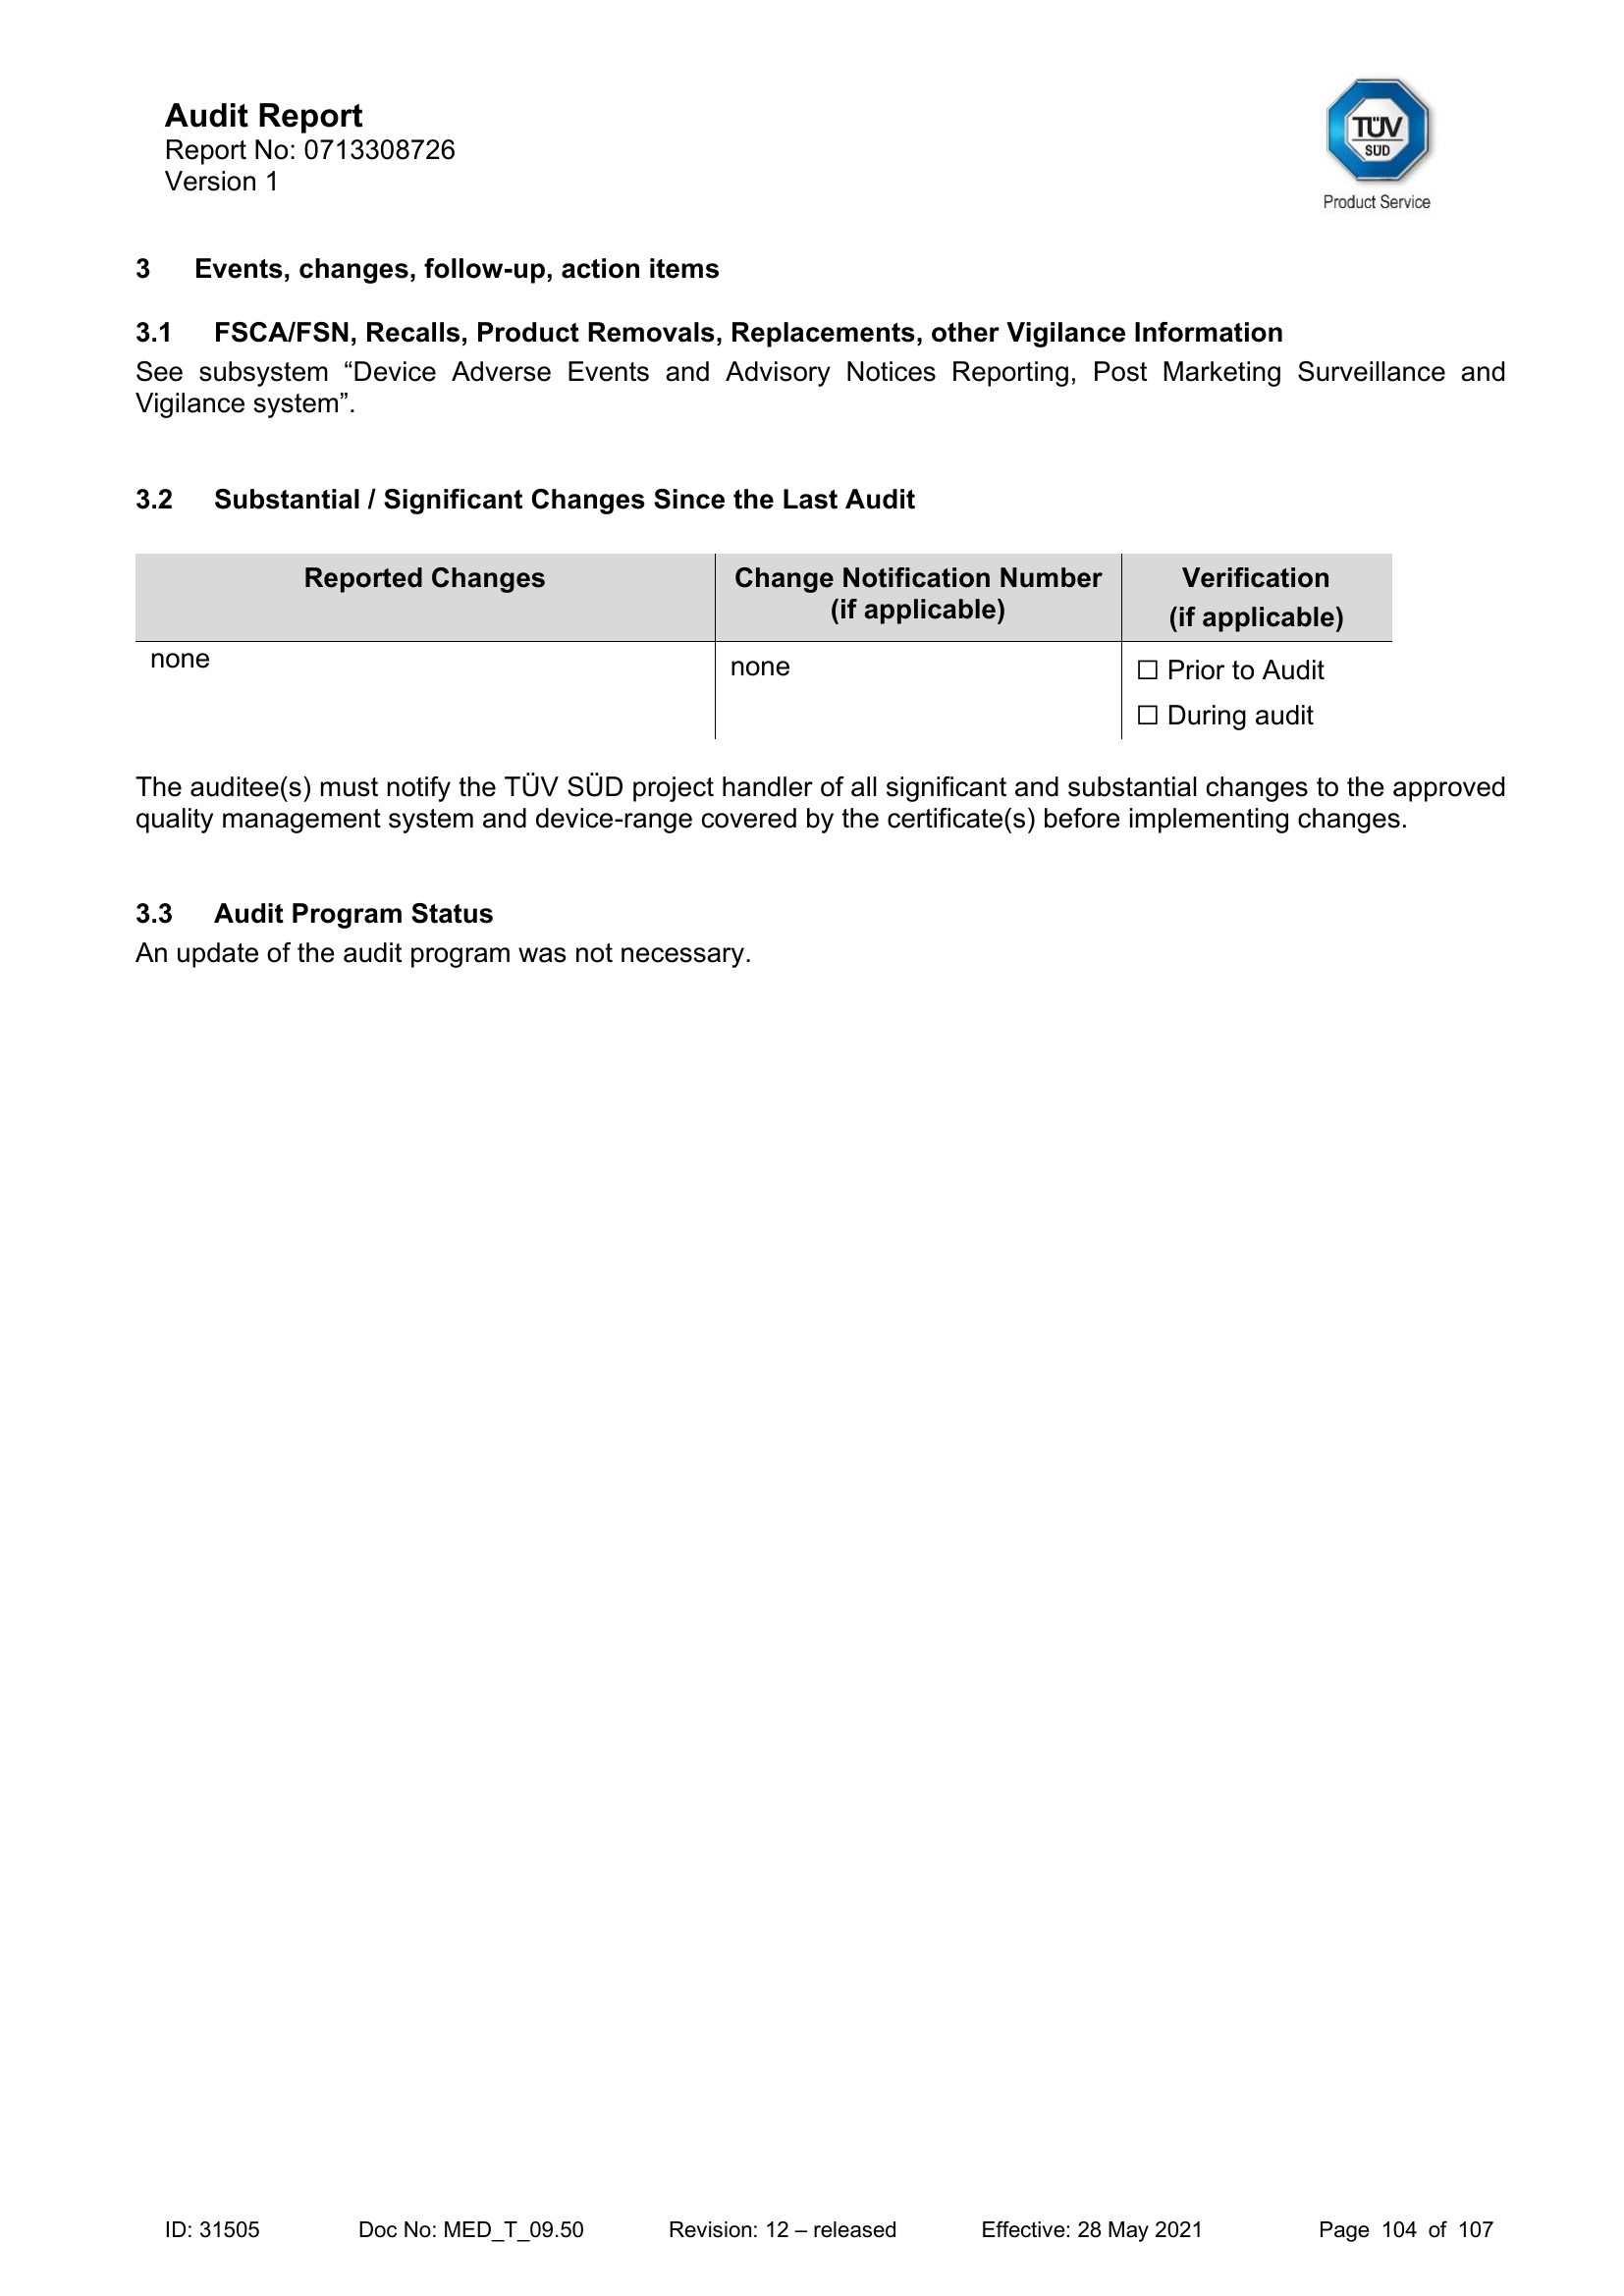 Audit Report
Report No: 0713308726
Version 1
TÜV
SÜD
Product Service
3 Events, changes, follow-up, action items
3.1 FSCA/FSN, Recalls, Product Removals, Replacements, other Vigilance Information
See subsystem “Device Adverse Events and Advisory Notices Reporting, Post Marketing Surveillance and
Vigilance system”.
3.2 Substantial / Significant Changes Since the Last Audit
Reported Changes
Change Notification Number
(if applicable)
Verification
(if applicable)
none
none
☐ Prior to Audit
☐ During audit
The auditee(s) must notify the TÜV SÜD project handler of all significant and substantial changes to the approved
quality management system and device-range covered by the certificate(s) before implementing changes.
3.3 Audit Program Status
An update of the audit program was not necessary.
ID: 31505 Doc No: MED_T_09.50 Revision: 12 – released Effective: 28 May 2021 Page 104 of 107